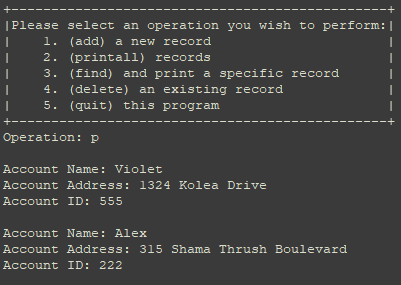 +----------------------------------------------+
|Please select an operation you wish to perform:|
|    1. (add) a new record                      |
|    2. (printall) records                      |
|    3. (find) and print a specific record      |
|    4. (delete) an existing record             |
|    5. (quit) this program                     |
+----------------------------------------------+
Operation: p

Account Name: Violet
Account Address: 1324 Kolea Drive
Account ID: 555

Account Name: Alex
Account Address: 315 Shama Thrush Boulevard
Account ID: 222